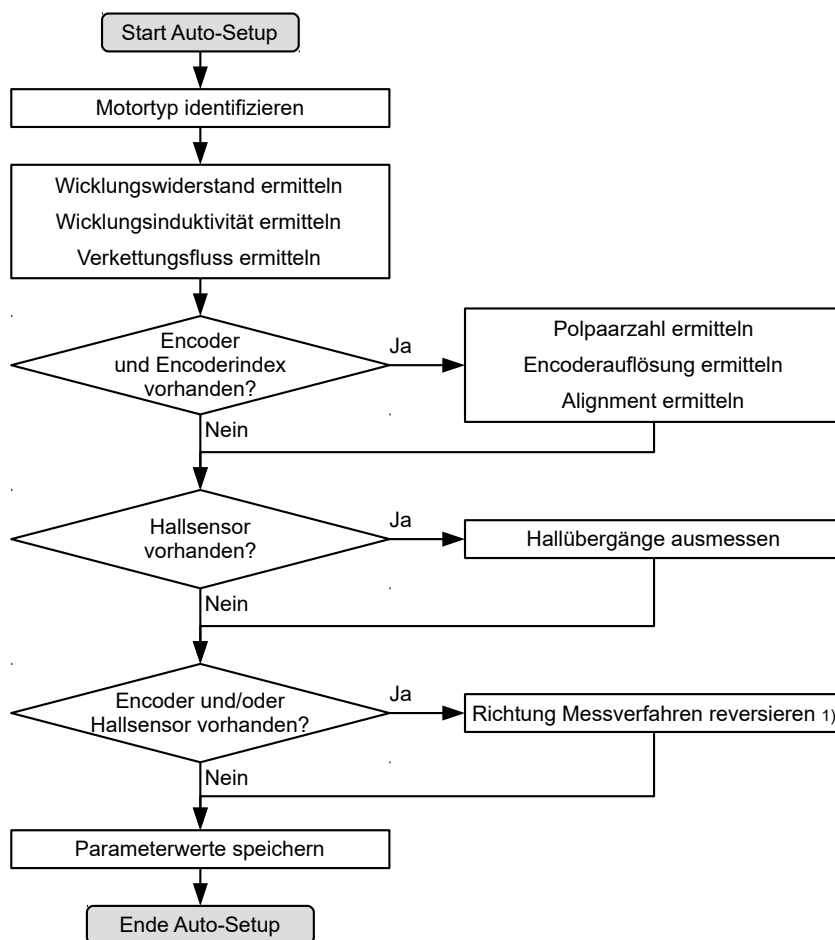 Start Auto-Setup
Motortyp identifizieren
Wicklungswiderstand ermitteln
Wicklungsinduktivität ermitteln
Verkettungsfluss ermitteln
Encoder
und Encoderindex
vorhanden?
Ja
Polpaarzahl ermitteln
Encoderauflösung ermitteln
Alignment ermitteln
Nein
Hallsensor
vorhanden?
Ja
Hallübergänge ausmessen
Nein
Encoder und/oder
Hallsensor vorhanden?
Ja
Richtung Messverfahren reversieren 1)
Nein
Parameterwerte speichern
Ende Auto-Setup